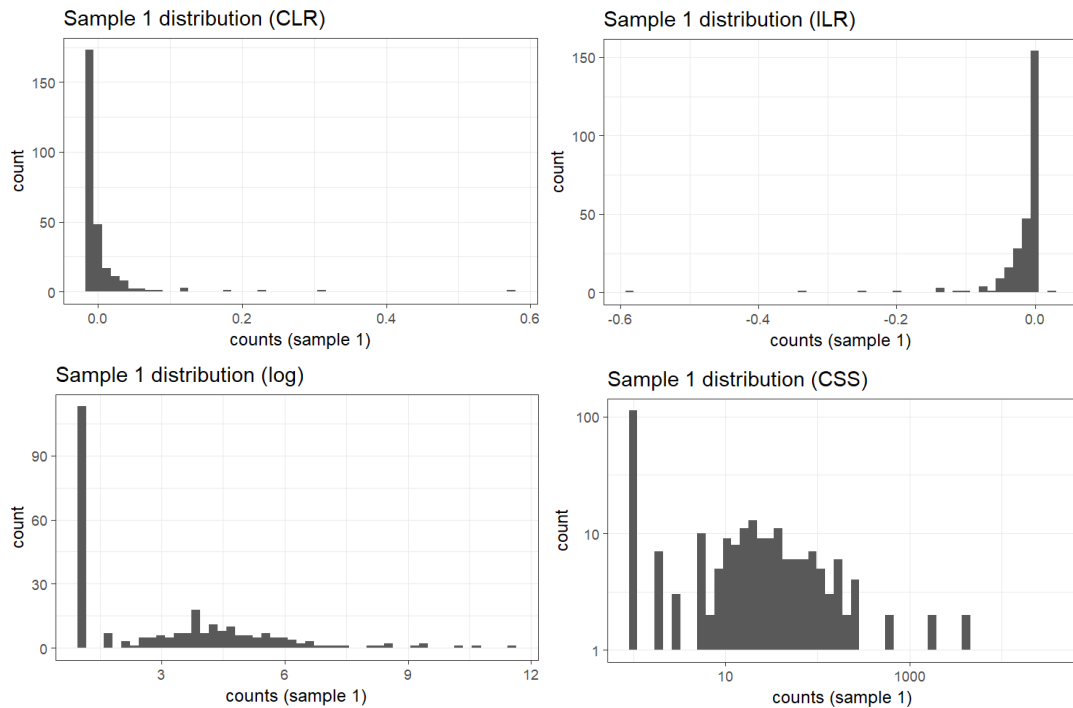 Sample 1 distribution (CLR)
150
100
50
0
count
0.0 0.2 0.4 0.6
counts (sample 1)
Sample 1 distribution (ILR)
150
100
50
0
count
-0.6 -0.4 -0.2 0.0
counts (sample 1)
Sample 1 distribution (log)
90
60
30
0
count
3 6 9 12
counts (sample 1)
Sample 1 distribution (CSS)
100
10
1
count
10 1000
counts (sample 1)